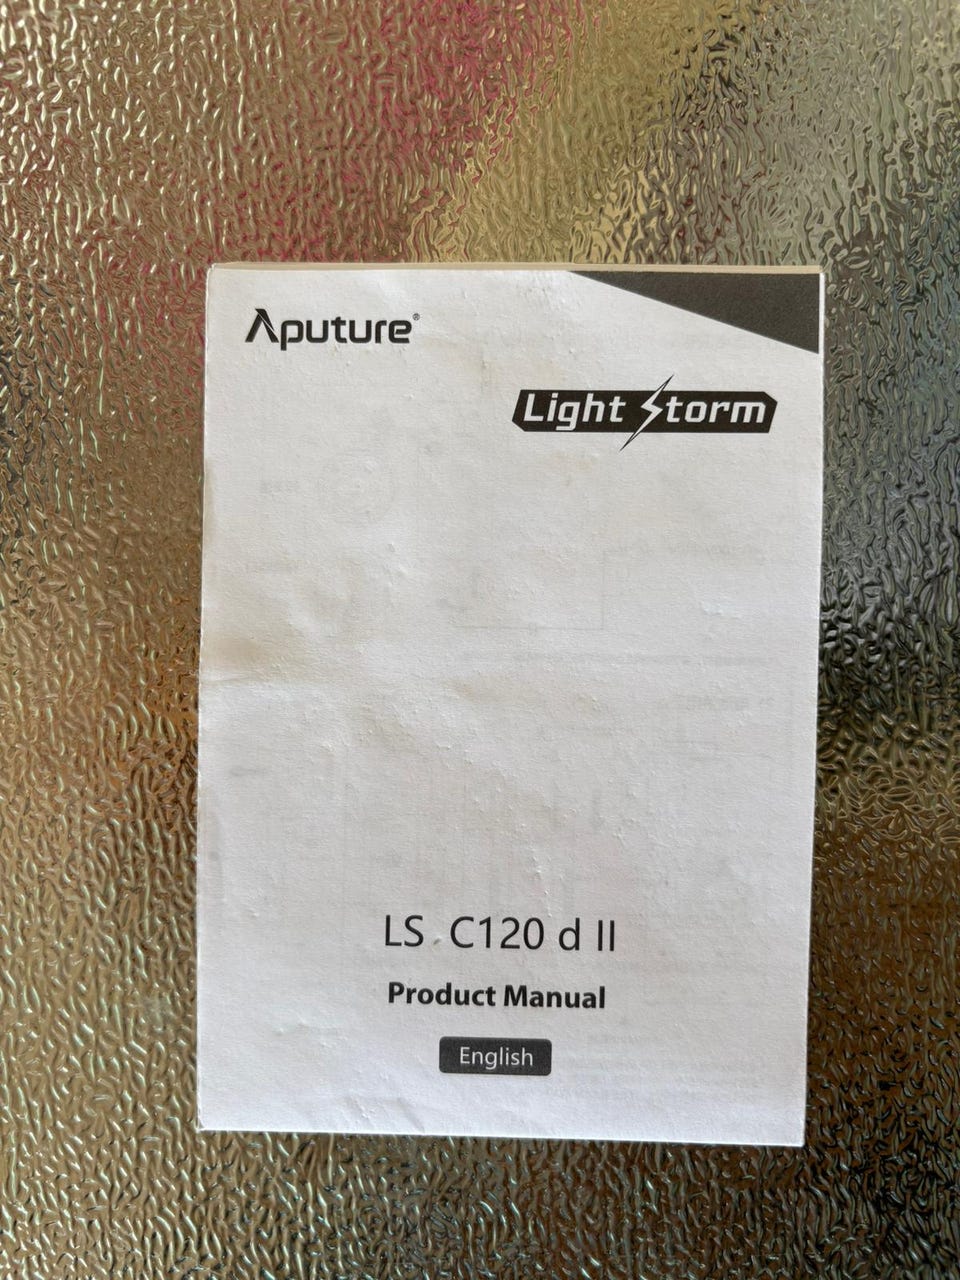 Aputure®
Light Storm
LS C120 d II
Product Manual
English